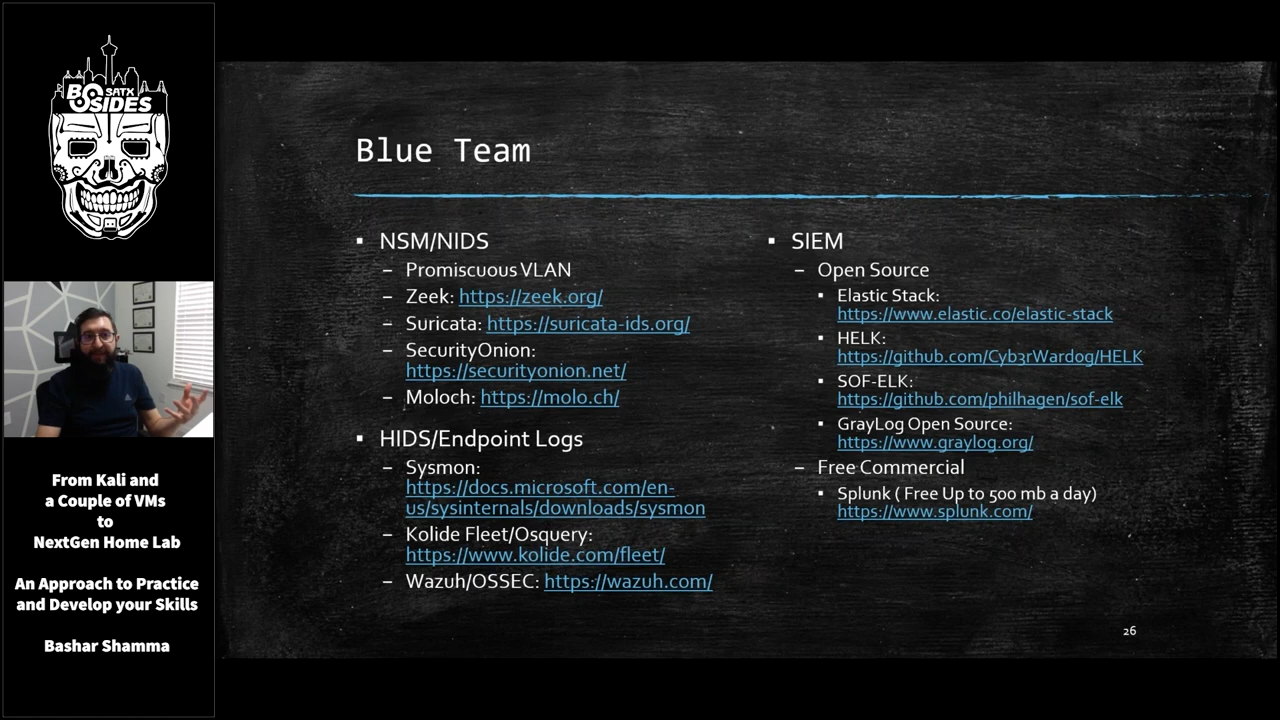 BSIDES
SATX
From Kali and
a Couple of VMs
to
NextGen Home Lab
An Approach to Practice
and Develop your Skills
Bashar Shamma
Blue Team
▪ NSM/NIDS
– Promiscuous VLAN
– Zeek: https://zeek.org/
– Suricata: https://suricata-ids.org/
– SecurityOnion:
https://securityonion.net/
– Moloch: https://molo.ch/
▪ HIDS/Endpoint Logs
– Sysmon:
https://docs.microsoft.com/en-
us/sysinternals/downloads/sysmon
– Kolide Fleet/Osquery:
https://www.kolide.com/fleet/
– Wazuh/OSSEC: https://wazuh.com/
▪ SIEM
– Open Source
▪ Elastic Stack:
https://www.elastic.co/elastic-stack
▪ HELK:
https://github.com/Cyb3rWardog/HELK
▪ SOF-ELK:
https://github.com/philhagen/sof-elk
▪ GrayLog Open Source:
https://www.graylog.org/
– Free Commercial
▪ Splunk ( Free Up to 500 mb a day)
https://www.splunk.com/
26